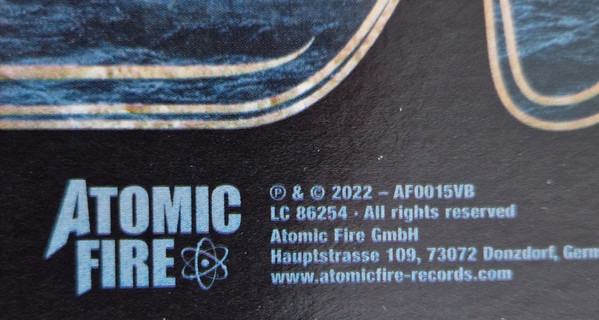 ATOMIC
FIRE
℗ & © 2022 – AF0015VB
LC 86254 · All rights reserved
Atomic Fire GmbH
Hauptstrasse 109, 73072 Donzdorf, Germ
www.atomicfire-records.com